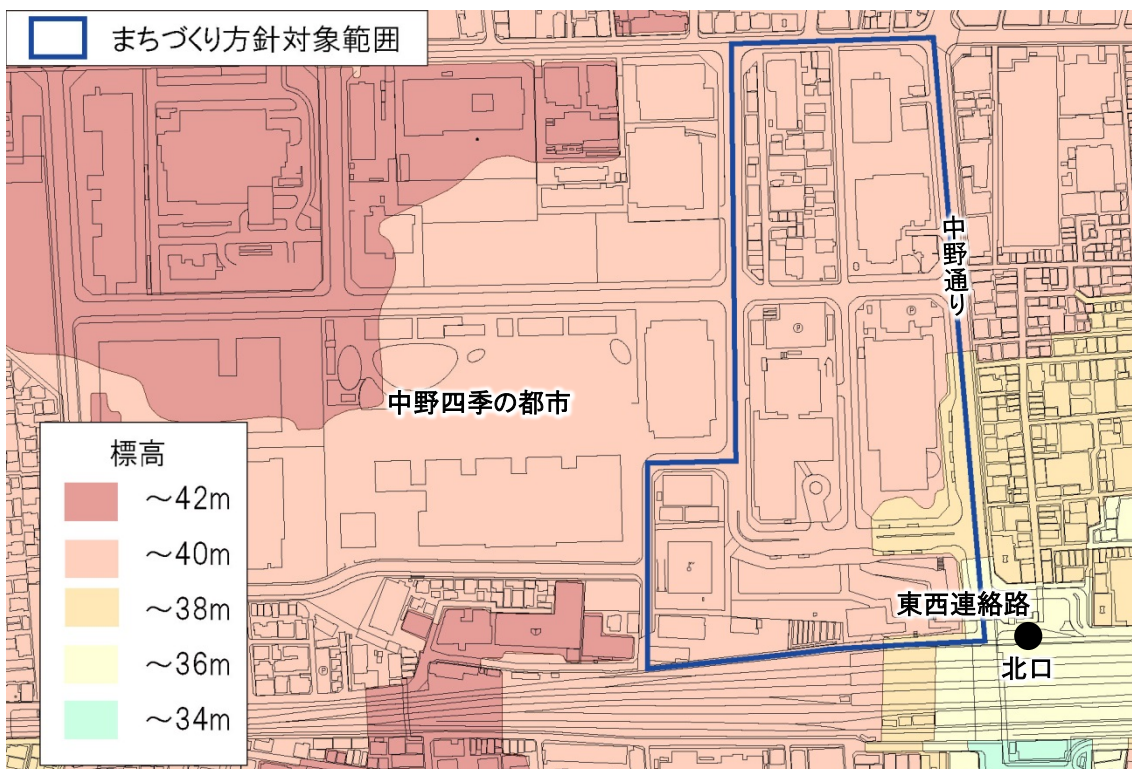 まちづくり方針対象範囲
中野通り
中野四季の都市
標高
～42m
～40m
～38m
～36m
～34m
東西連絡路
北口